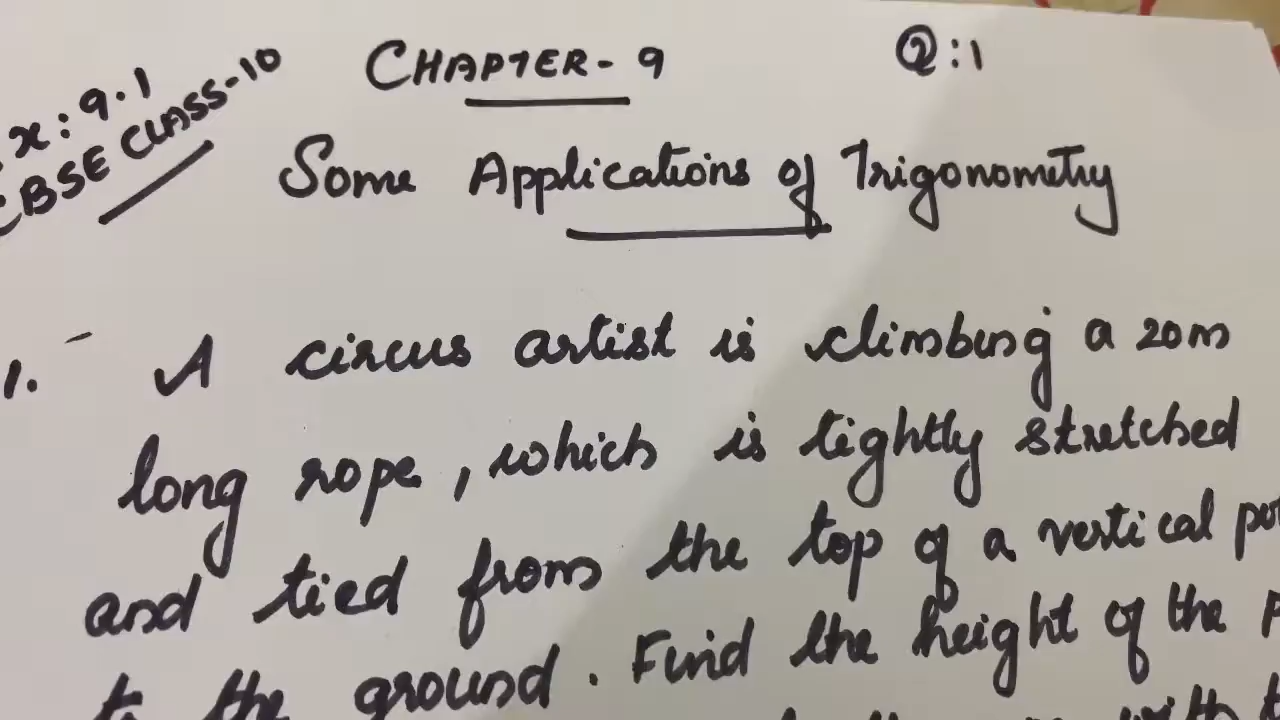 CHAPTER-9
Q:1
x: 9.1
CBSE CLASS-10
Some Applications of Trigonometry
1. A circus artist is climbing a 20m
long rope, which is tightly stretched
and tied from the top of a vertical
to the ground. Find the height of the